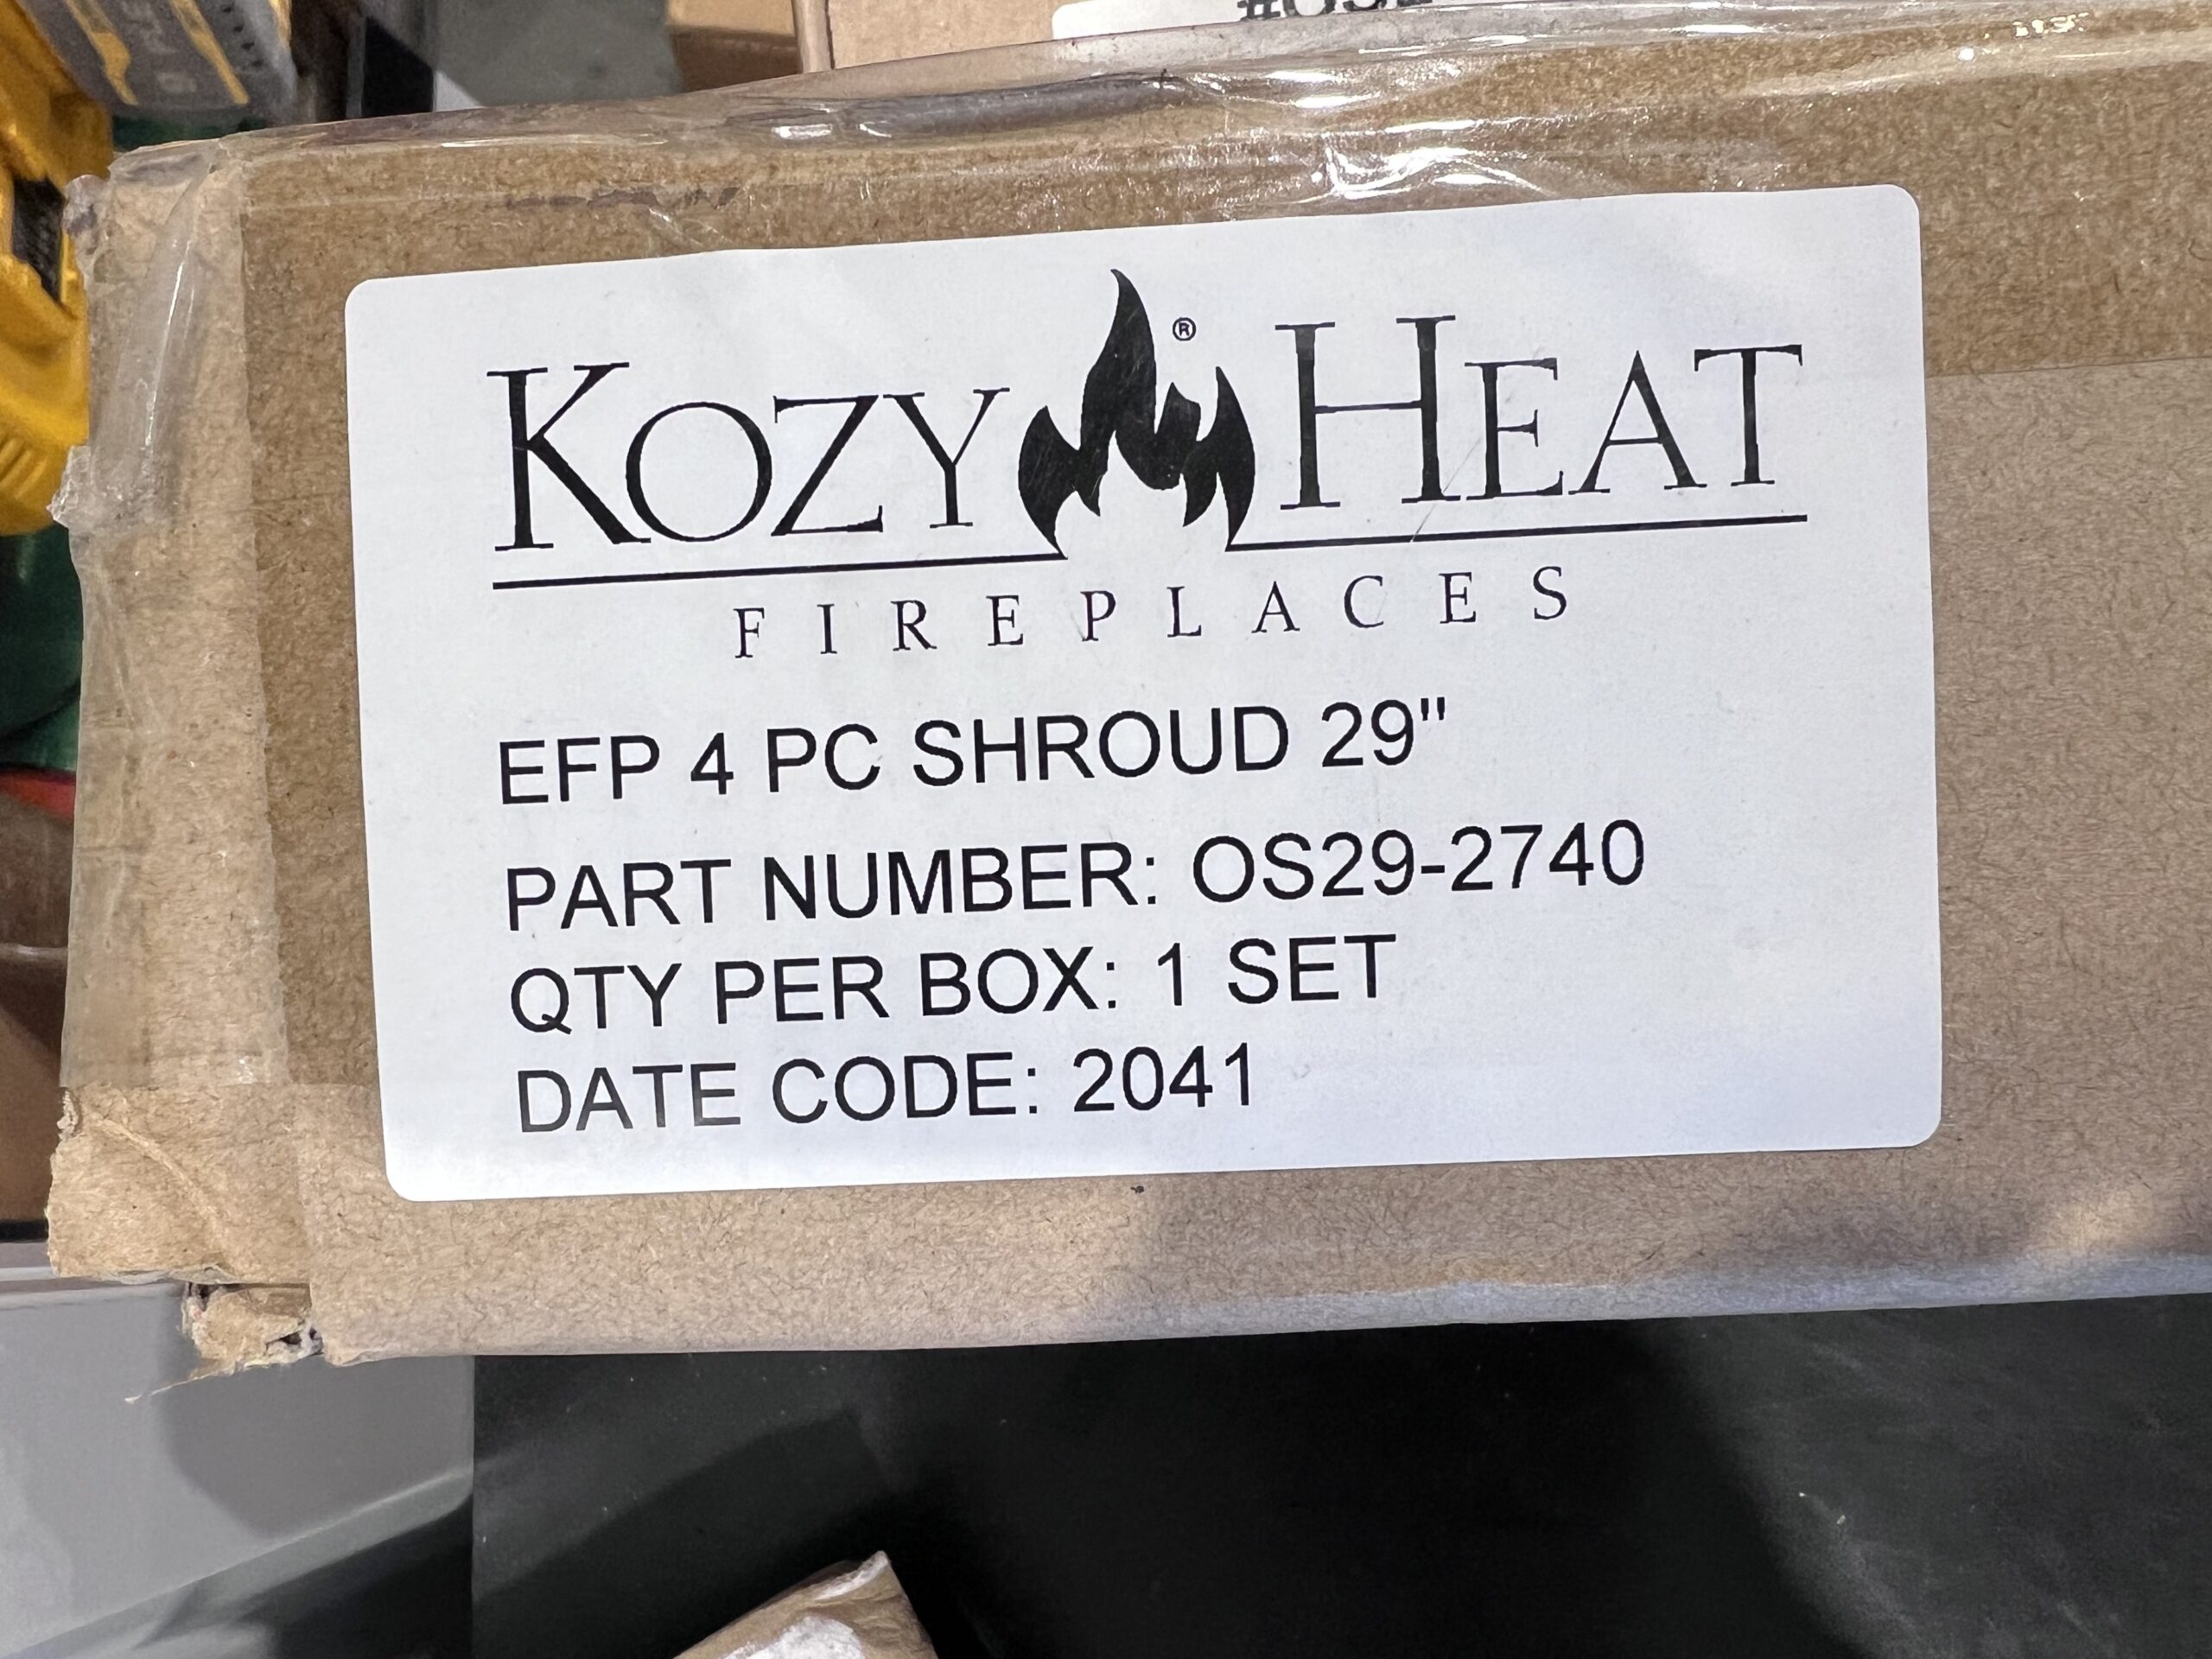 KOZY HEAT ®
FIREPLACES
EFP 4 PC SHROUD 29"
PART NUMBER: OS29-2740
QTY PER BOX: 1 SET
DATE CODE: 2041